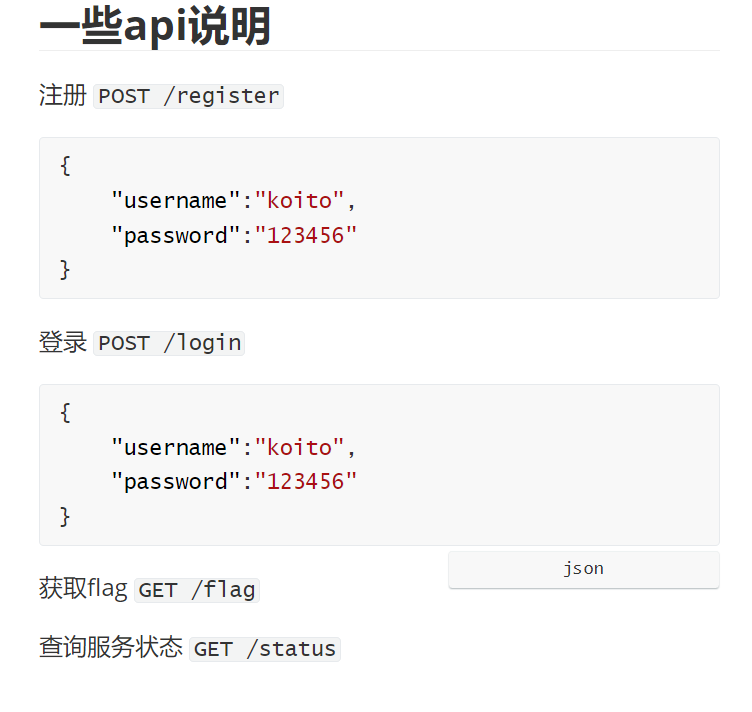 一些api说明
注册 POST /register
{
"username":"koito",
"password":"123456"
}
登录 POST /login
{
"username":"koito",
"password":"123456"
}
json
获取flag GET /flag
查询服务状态 GET /status